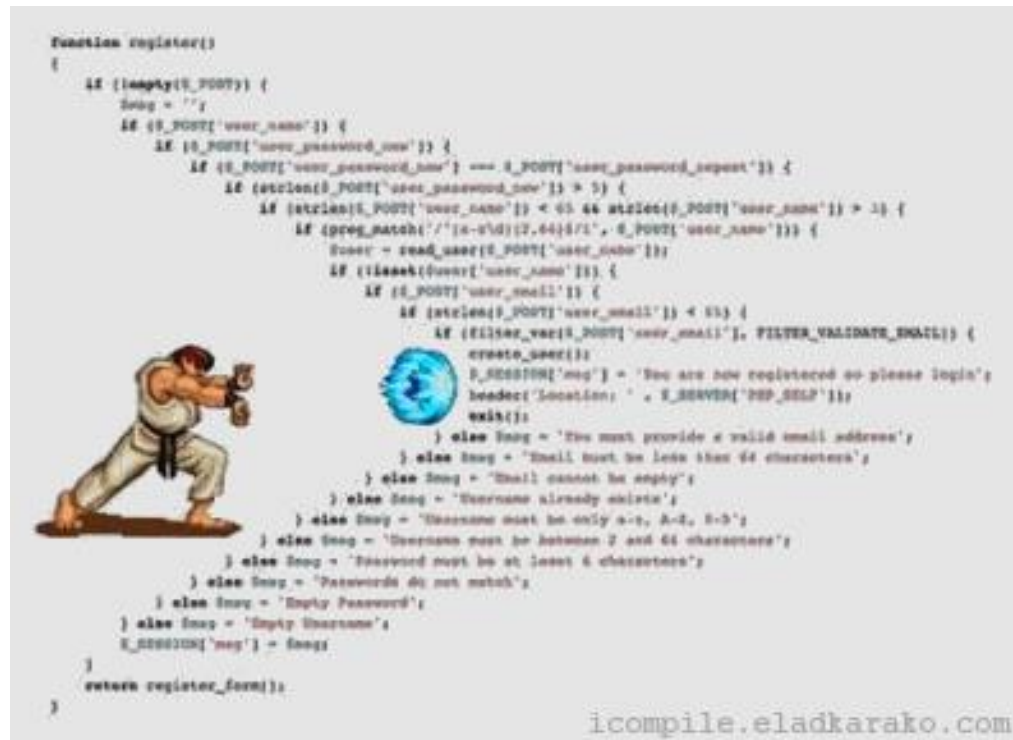 function register()
{
if (!empty($_POST)) {
$msg = '';
if ($_POST['user_name']) {
if ($_POST['user_password_new']) {
if ($_POST['user_password_new'] === $_POST['user_password_repeat']) {
if (strlen($_POST['user_password_new']) > 5) {
if (strlen($_POST['user_name']) < 65 && strlen($_POST['user_name']) > 1) {
if (preg_match('/^[a-z\d]{2,64}$/i', $_POST['user_name'])) {
$user = read_user($_POST['user_name']);
if (!isset($user['user_name'])) {
if ($_POST['user_email']) {
if (strlen($_POST['user_email']) < 65) {
if (filter_var($_POST['user_email'], FILTER_VALIDATE_EMAIL)) {
create_user();
$_SESSION['msg'] = 'You are now registered so please login';
header('Location: ' . $_SERVER['PHP_SELF']);
exit();
} else $msg = 'You must provide a valid email address';
} else $msg = 'Email must be less than 64 characters';
} else $msg = 'Email cannot be empty';
} else $msg = 'Username already exists';
} else $msg = 'Username must be only a-z, A-Z, 0-9';
} else $msg = 'Username must be between 2 and 64 characters';
} else $msg = 'Password must be at least 6 characters';
} else $msg = 'Passwords do not match';
} else $msg = 'Empty Password';
} else $msg = 'Empty Username';
$_SESSION['msg'] = $msg;
}
return register_form();
}
icompile.eladkarako.com